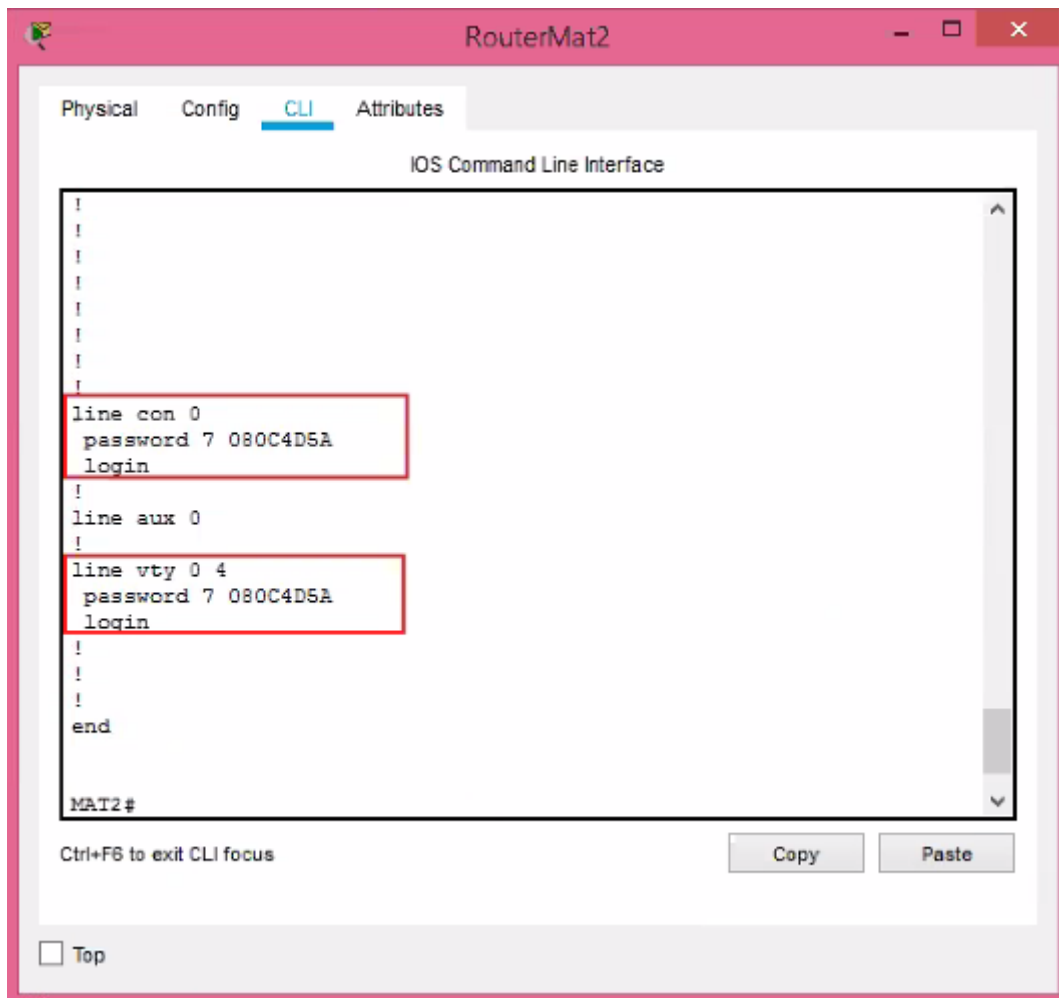 RouterMat2
Physical Config CLI Attributes
IOS Command Line Interface
!
!
!
!
!
!
!
!
line con 0
password 7 080C4D5A
login
!
line aux 0
!
line vty 0 4
password 7 080C4D5A
login
!
!
!
end
MAT2#
Ctrl+F6 to exit CLI focus
Copy
Paste
Top